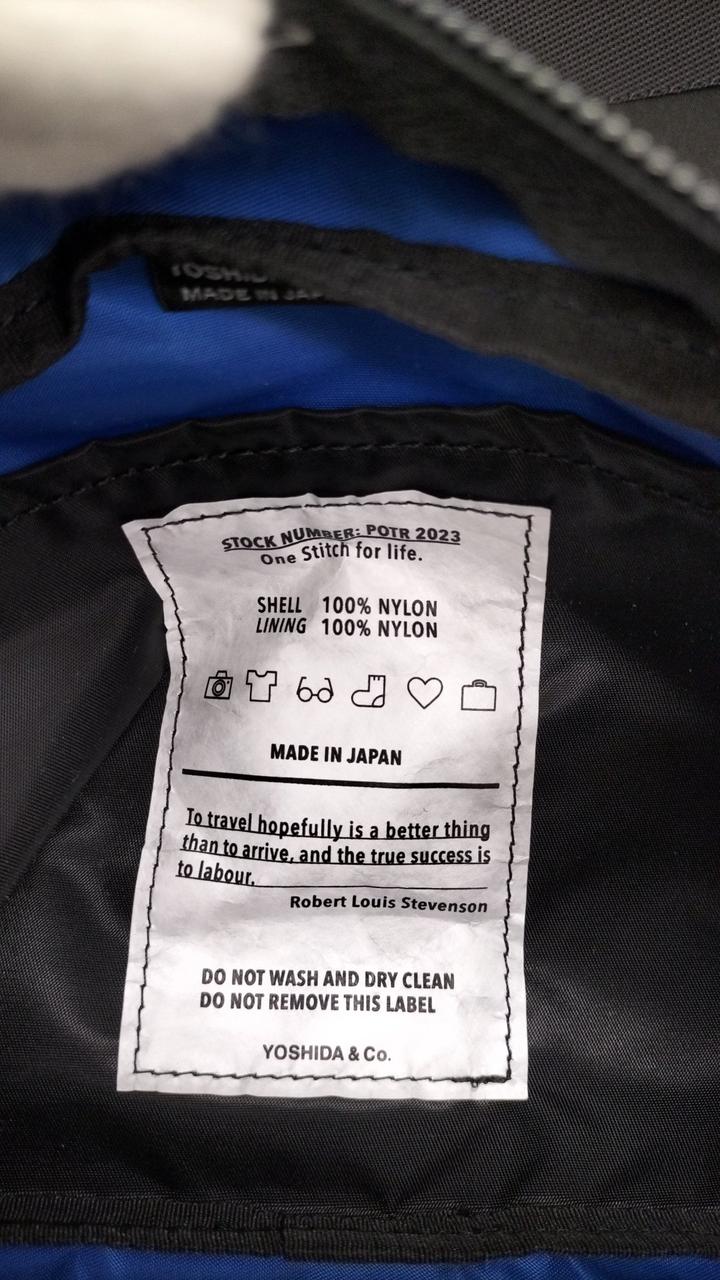 MADE IN
STOCK NUMBER: POTR 2023
One Stitch for life.
SHELL 100% NYLON
LINING 100% NYLON
MADE IN JAPAN
To travel hopefully is a better thing
than to arrive, and the true success is
to labour.
Robert Louis Stevenson
DO NOT WASH AND DRY CLEAN
DO NOT REMOVE THIS LABEL
YOSHIDA & Co.